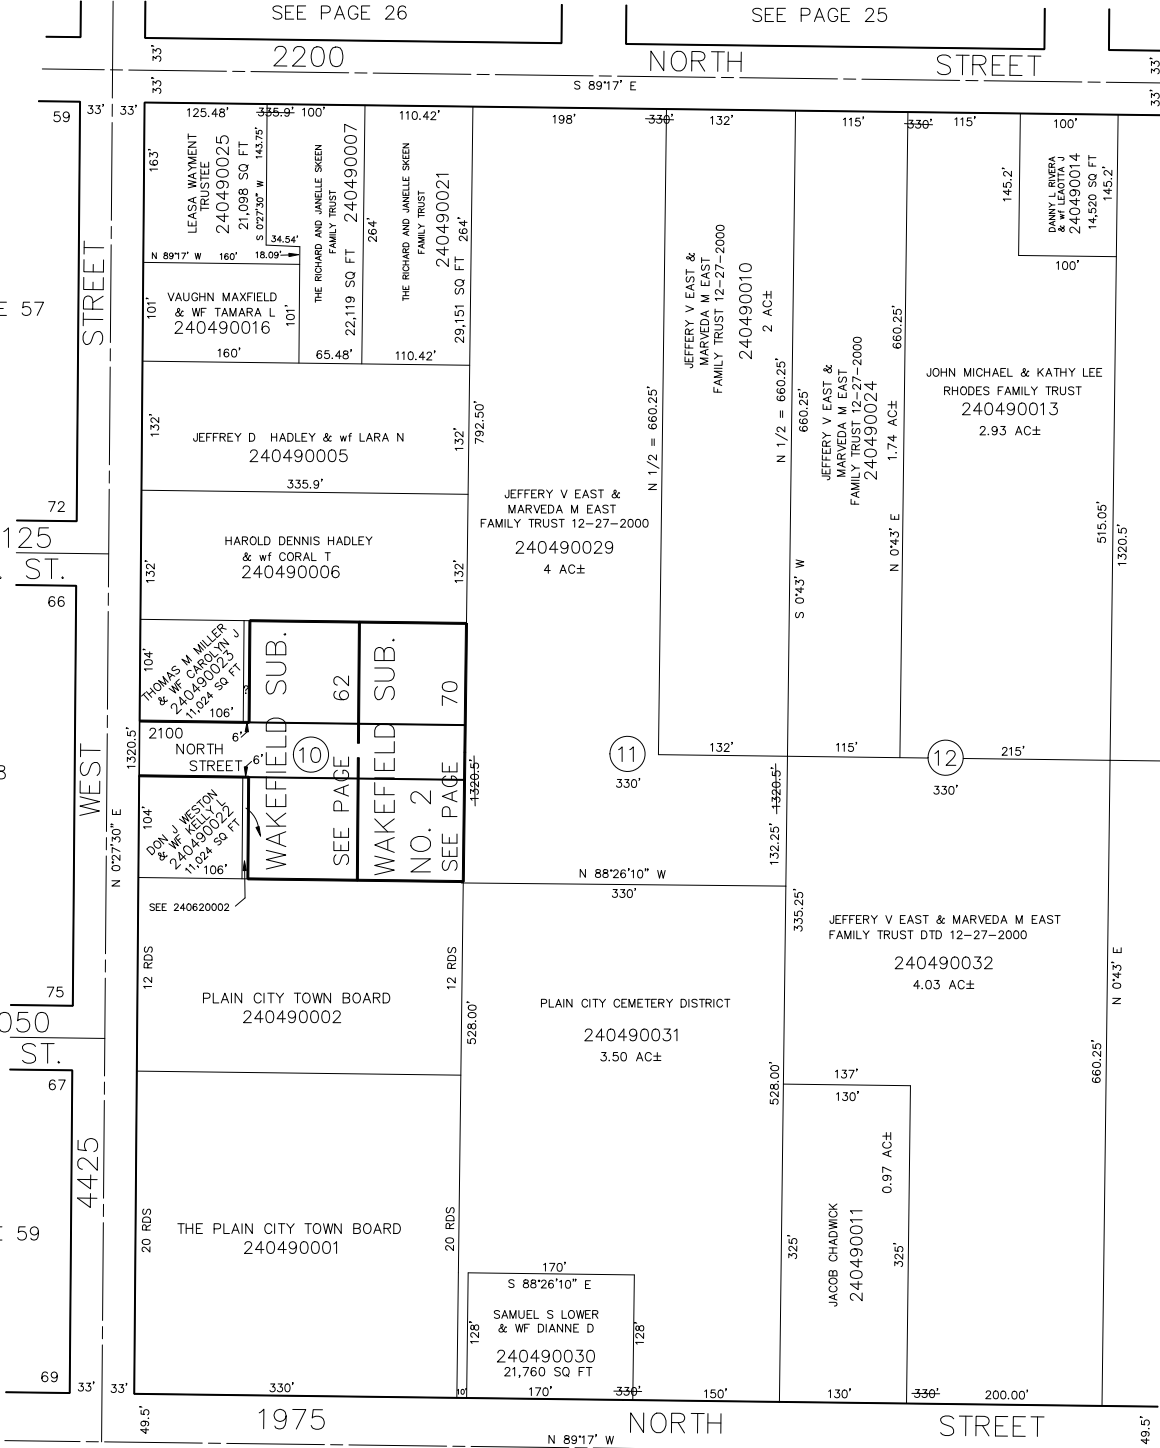 SEE PAGE 26
SEE PAGE 25
33'
2200
NORTH
STREET
33'
33'
S 89°17' E
33'
59
33'
33'
125.48'
335.9'
100'
110.42'
198'
330'
132'
115'
330'
115'
100'
163'
LEASA WAYMENT
TRUSTEE
240490025
21,098 SQ FT
S 0°27'30" W 143.75'
34.54'
18.09'
N 89°17' W 160'
THE RICHARD AND JANELLE SKEEN
FAMILY TRUST
22,119 SQ FT 240490007
264'
THE RICHARD AND JANELLE SKEEN
FAMILY TRUST
240490021
29,151 SQ FT 264'
145.2'
DANNY L RIVERA
& wf LEAOTTA J
240490014
14,520 SQ FT
145.2'
100'
E 57
STREET
101'
VAUGHN MAXFIELD
& WF TAMARA L
240490016
101'
160'
65.48'
110.42'
JEFFERY V EAST &
MARVEDA M EAST
FAMILY TRUST 12-27-2000
240490010
2 AC±
N 1/2 = 660.25'
N 1/2 = 660.25'
660.25'
JEFFERY V EAST &
MARVEDA M EAST
FAMILY TRUST 12-27-2000
240490024
1.74 AC±
660.25'
N 0°43' E
JOHN MICHAEL & KATHY LEE
RHODES FAMILY TRUST
240490013
2.93 AC±
132'
JEFFREY D HADLEY & wf LARA N
240490005
132'
792.50'
335.9'
JEFFERY V EAST &
MARVEDA M EAST
FAMILY TRUST 12-27-2000
240490029
4 AC±
72
125
ST.
132'
HAROLD DENNIS HADLEY
& wf CORAL T
240490006
132'
S 0°43' W
515.05'
1320.5'
66
104'
THOMAS M MILLER
& WF CAROLYN J
240490023
11,024 SQ FT
106'
?
WAKEFIELD SUB.
SEE PAGE 62
WAKEFIELD SUB.
NO. 2
SEE PAGE 70
2100
NORTH
STREET
6'
6'
10
11
12
132'
115'
215'
330'
330'
1320.5'
1320.5'
1320.5'
WEST
N 0°27'30" E
8
104'
DON J WESTON
& WF KELLY L
240490022
11,024 SQ FT
106'
132.25'
SEE 240620002
N 88°26'10" W
330'
335.25'
JEFFERY V EAST & MARVEDA M EAST
FAMILY TRUST DTD 12-27-2000
240490032
4.03 AC±
N 0°43' E
12 RDS
PLAIN CITY TOWN BOARD
240490002
12 RDS
528.00'
PLAIN CITY CEMETERY DISTRICT
240490031
3.50 AC±
75
050
ST.
67
528.00'
137'
130'
660.25'
4425
E 59
20 RDS
THE PLAIN CITY TOWN BOARD
240490001
20 RDS
0.97 AC±
JACOB CHADWICK
240490011
325'
325'
170'
S 88°26'10" E
128'
SAMUEL S LOWER
& WF DIANNE D
240490030
21,760 SQ FT
128'
69
33'
33'
330'
10'
170'
330'
150'
130'
330'
200.00'
49.5'
1975
NORTH
STREET
49.5'
N 89°17' W